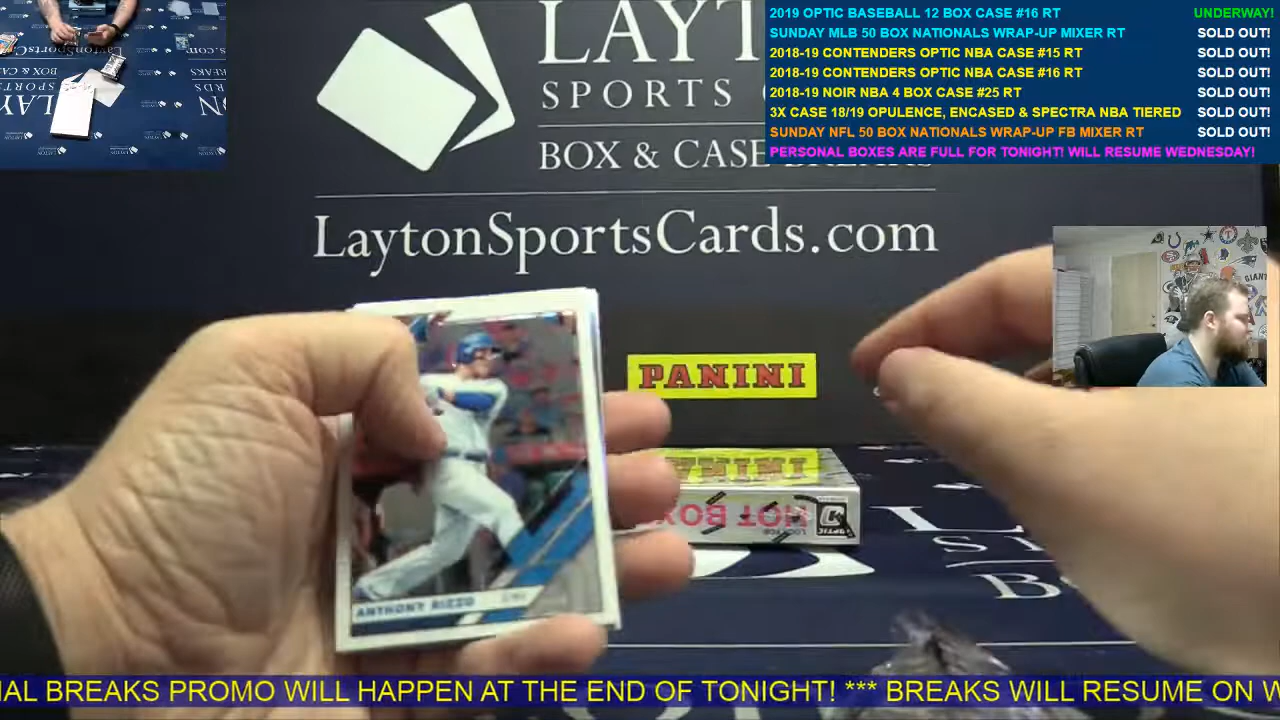 2019 OPTIC BASEBALL 12 BOX CASE #16 RT UNDERWAY!
SUNDAY MLB 50 BOX NATIONALS WRAP-UP MIXER RT SOLD OUT!
2018-19 CONTENDERS OPTIC NBA CASE #15 RT SOLD OUT!
2018-19 CONTENDERS OPTIC NBA CASE #16 RT SOLD OUT!
2018-19 NOIR NBA 4 BOX CASE #25 RT SOLD OUT!
3X CASE 18/19 OPULENCE, ENCASED & SPECTRA NBA TIERED SOLD OUT!
SUNDAY NFL 50 BOX NATIONALS WRAP-UP FB MIXER RT SOLD OUT!
PERSONAL BOXES ARE FULL FOR TONIGHT! WILL RESUME WEDNESDAY!
LAYT
SPORTS
BOX & CASE BREAKS
LaytonSportsCards.com
PANINI
PANINI
HOT BOX
OPTIC
ANTHONY RIZZO
IAL BREAKS PROMO WILL HAPPEN AT THE END OF TONIGHT! *** BREAKS WILL RESUME ON W